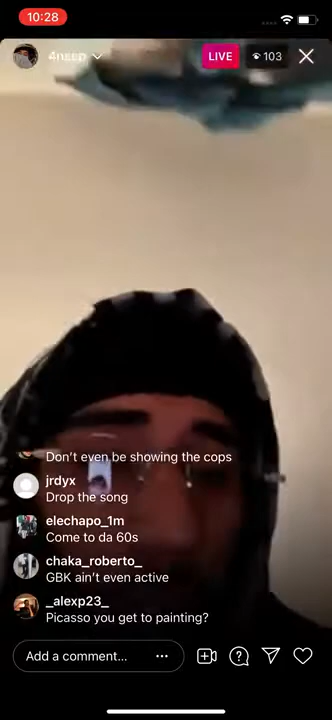 10:28
4nεεp
LIVE
103
Don't even be showing the cops
jrdyx
Drop the song
elechapo_1m
Come to da 60s
chaka_roberto_
GBK ain't even active
_alexp23_
Picasso you get to painting?
Add a comment...